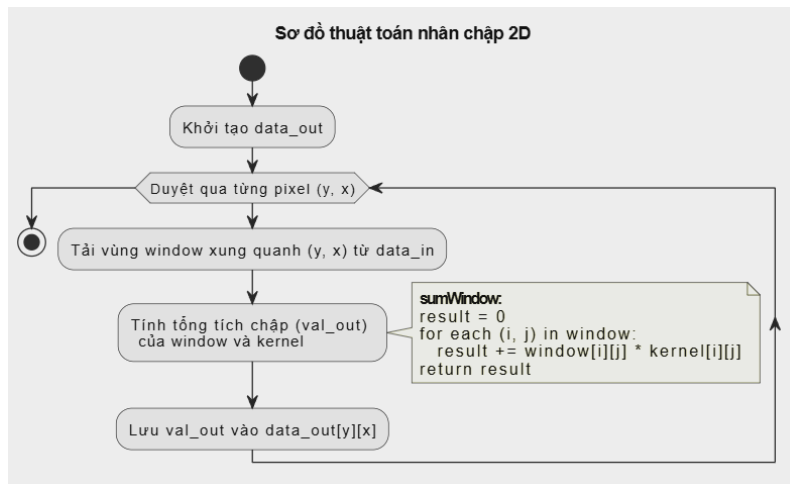 Sơ đồ thuật toán nhân chập 2D
Khởi tạo data_out
Duyệt qua từng pixel (y, x)
Tải vùng window xung quanh (y, x) từ data_in
Tính tổng tích chập (val_out)
của window và kernel
sumWindow:
result = 0
for each (i, j) in window:
result += window[i][j] * kernel[i][j]
return result
Lưu val_out vào data_out[y][x]